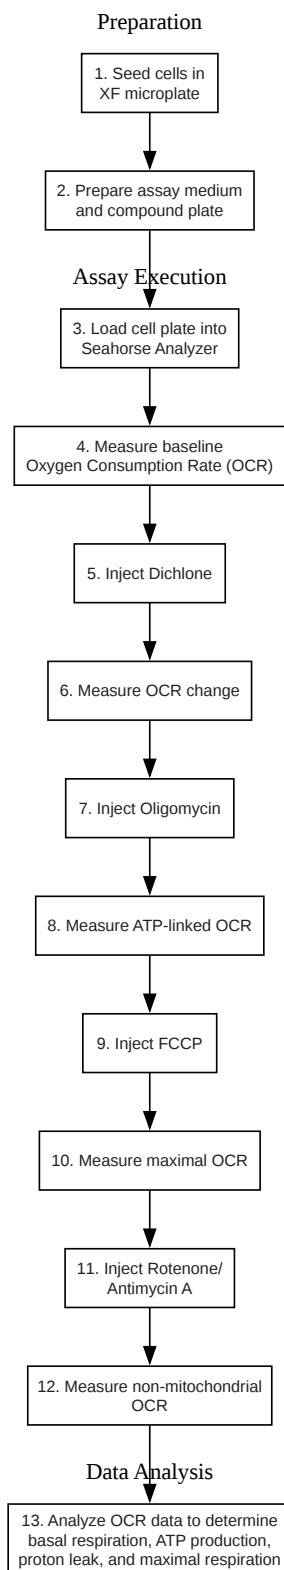 Preparation
1. Seed cells in
XF microplate
2. Prepare assay medium
and compound plate
Assay Execution
3. Load cell plate into
Seahorse Analyzer
4. Measure baseline
Oxygen Consumption Rate (OCR)
5. Inject Dichlone
6. Measure OCR change
7. Inject Oligomycin
8. Measure ATP-linked OCR
9. Inject FCCP
10. Measure maximal OCR
11. Inject Rotenone/
Antimycin A
12. Measure non-mitochondrial
OCR
Data Analysis
13. Analyze OCR data to determine
basal respiration, ATP production,
proton leak, and maximal respiration